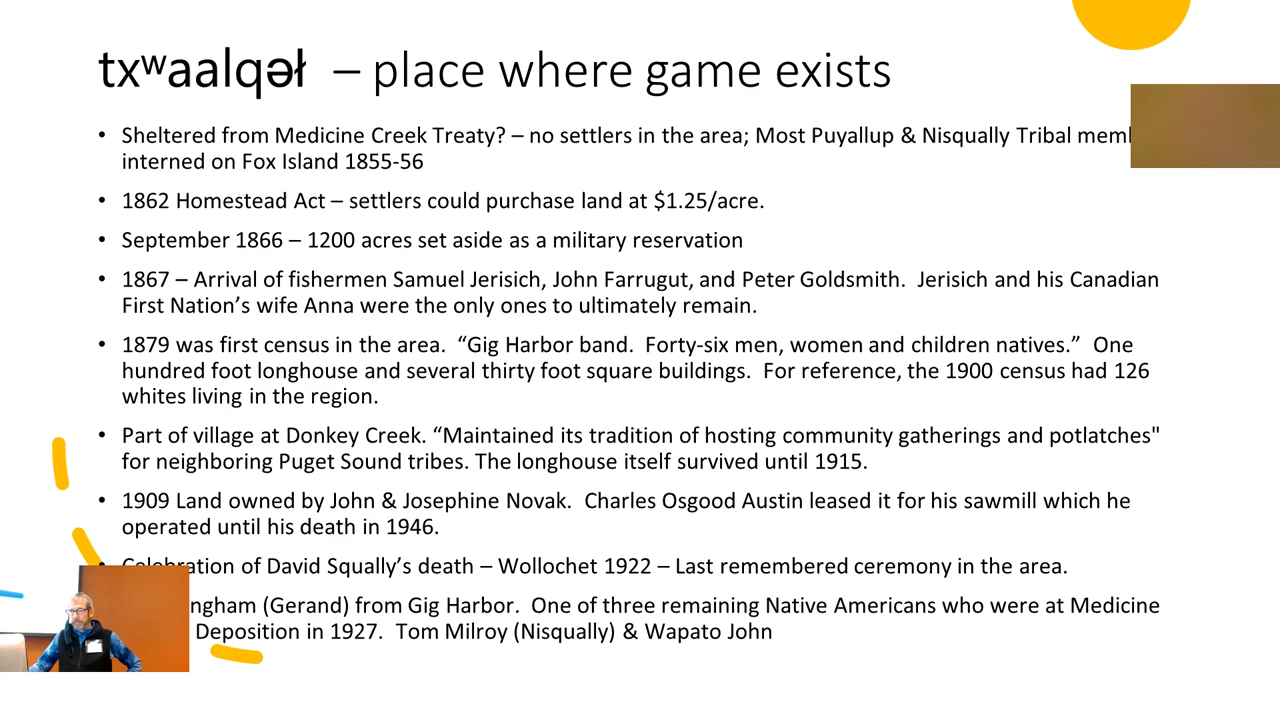 txʷaalqəł – place where game exists
• Sheltered from Medicine Creek Treaty? – no settlers in the area; Most Puyallup & Nisqually Tribal
interned on Fox Island 1855-56
• 1862 Homestead Act – settlers could purchase land at $1.25/acre.
• September 1866 – 1200 acres set aside as a military reservation
• 1867 – Arrival of fishermen Samuel Jerisich, John Farrugut, and Peter Goldsmith. Jerisich and his Canadian
First Nation’s wife Anna were the only ones to ultimately remain.
• 1879 was first census in the area. “Gig Harbor band. Forty-six men, women and children natives.” One
hundred foot longhouse and several thirty foot square buildings. For reference, the 1900 census had 126
whites living in the region.
• Part of village at Donkey Creek. “Maintained its tradition of hosting community gatherings and potlatches"
for neighboring Puget Sound tribes. The longhouse itself survived until 1915.
• 1909 Land owned by John & Josephine Novak. Charles Osgood Austin leased it for his sawmill which he
operated until his death in 1946.
• Celebration of David Squally’s death – Wollochet 1922 – Last remembered ceremony in the area.
(Gerand) from Gig Harbor. One of three remaining Native Americans who were at Medicine
Deposition in 1927. Tom Milroy (Nisqually) & Wapato John